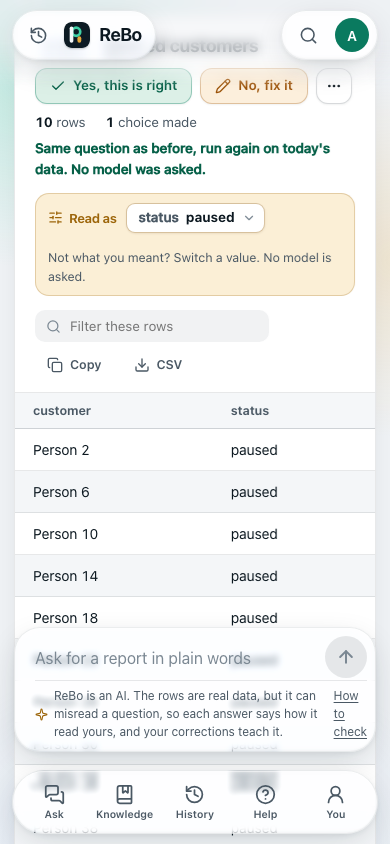 ReBo
A
customers
Yes, this is right
No, fix it
...
10 rows 1 choice made
Same question as before, run again on today's
data. No model was asked.
Read as status paused
Not what you meant? Switch a value. No model is
asked.
Filter these rows
Copy CSV
customer status
Person 2 paused
Person 6 paused
Person 10 paused
Person 14 paused
Person 18 paused
Ask for a report in plain words
ReBo is an AI. The rows are real data, but it can
misread a question, so each answer says how it
read yours, and your corrections teach it.
How
to
check
Ask Knowledge History Help You